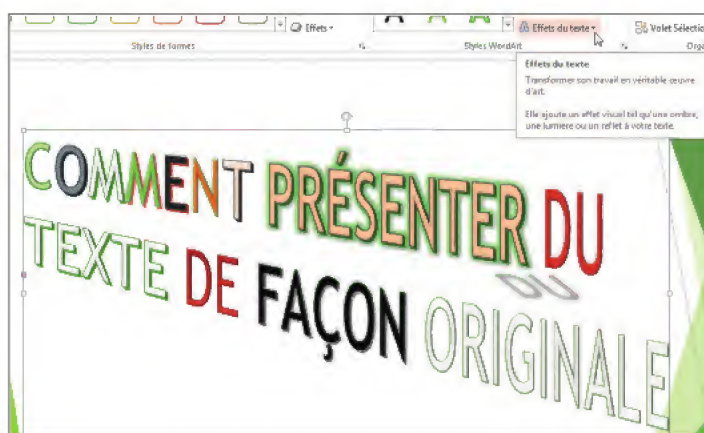 Effets
Effets du texte
Volet Sélectio
Styles de formes
Styles WordArt
Orga
Effets du texte
Transformer son travail en véritable œuvre
d'art.
Elle ajoute un effet visuel tel qu'une ombre,
une lumière ou un reflet à votre texte.
COMMENT PRÉSENTER DU
TEXTE DE FAÇON ORIGINALE